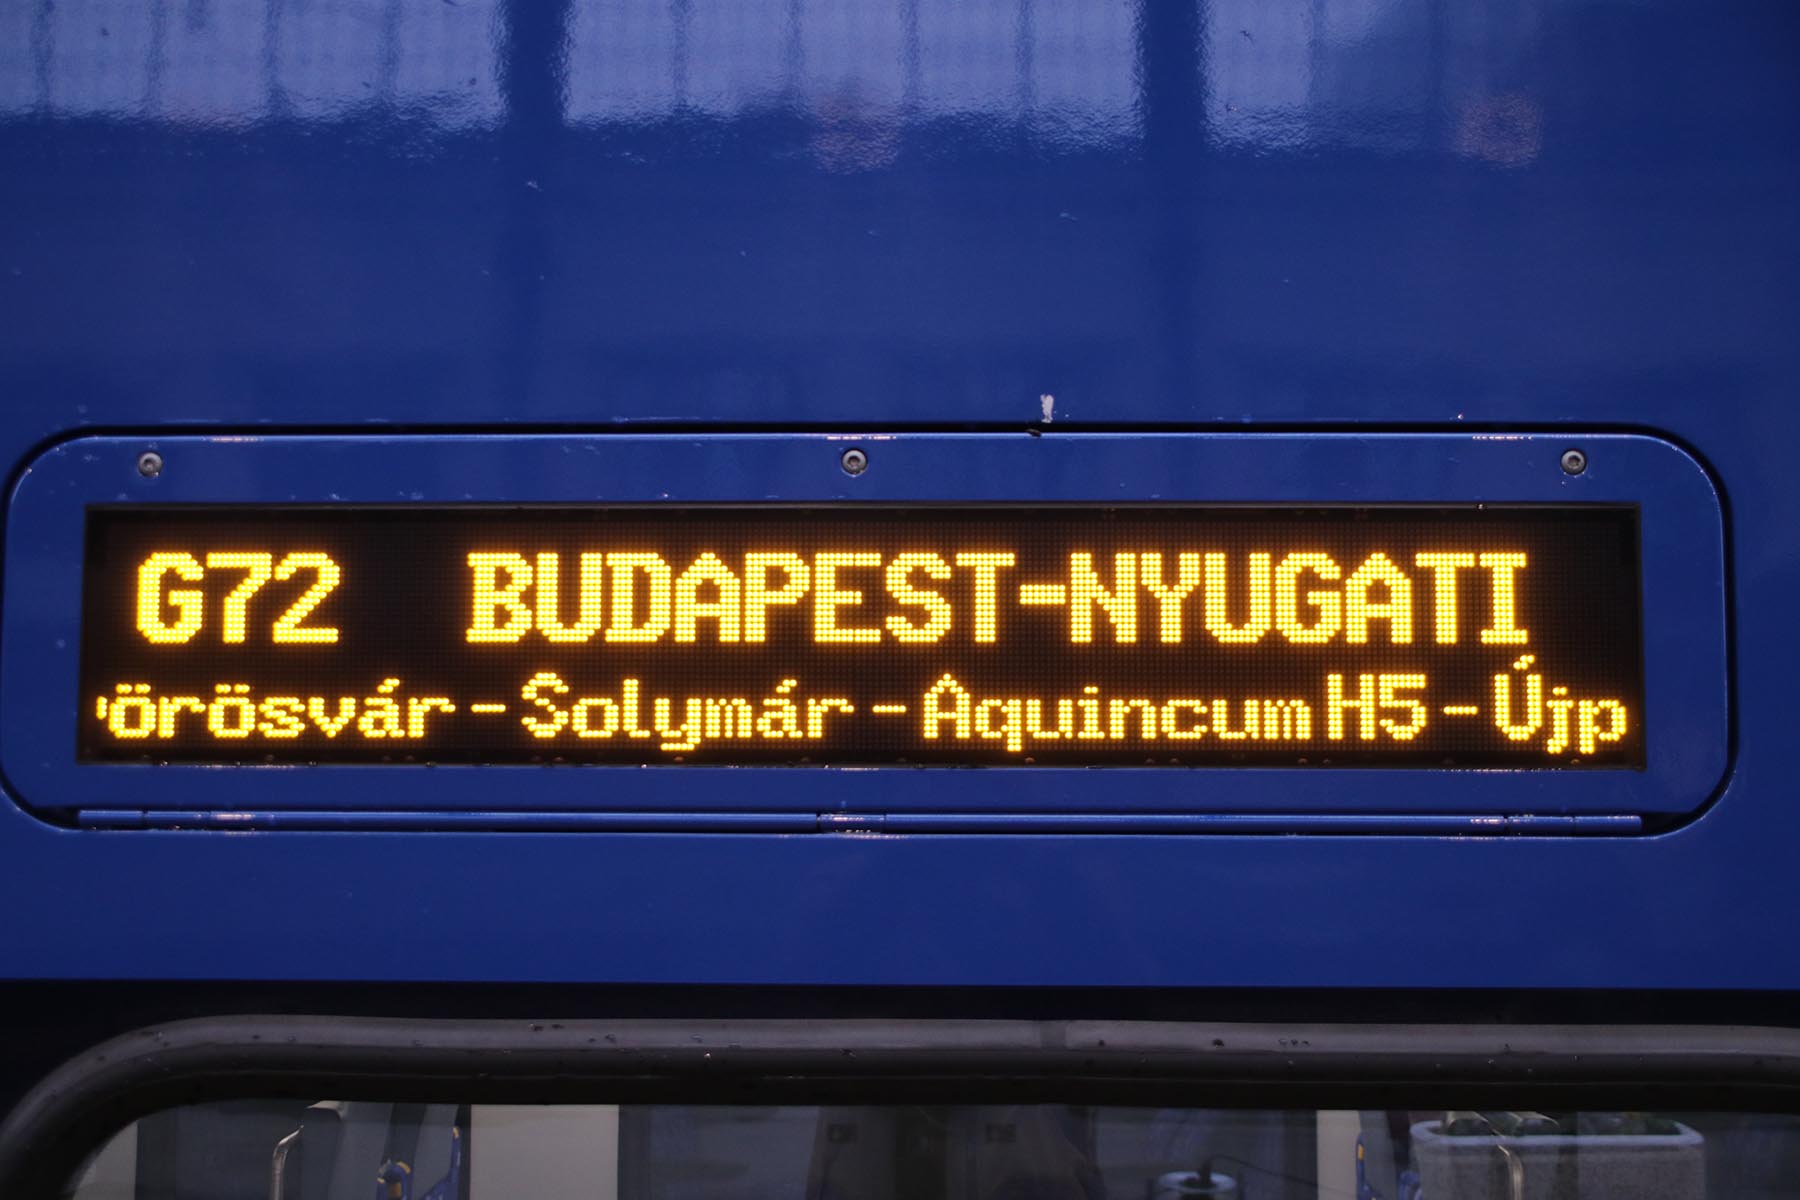 G72 BUDAPEST-NYUGATI
örösvár - Solymár - Aquincum H5 - Újp